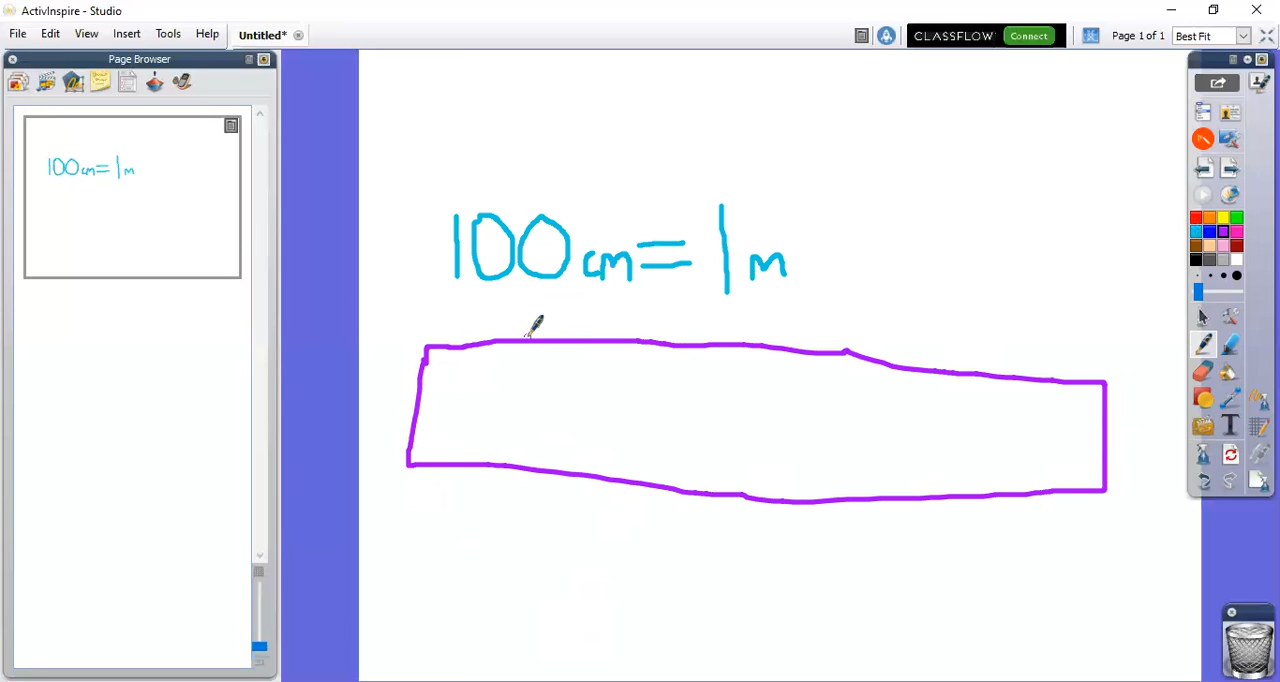 ActivInspire - Studio
File Edit View Insert Tools Help Untitled* CLASSFLOW Connect Page 1 of 1 Best Fit
Page Browser
100cm=1m
100cm=1m
T